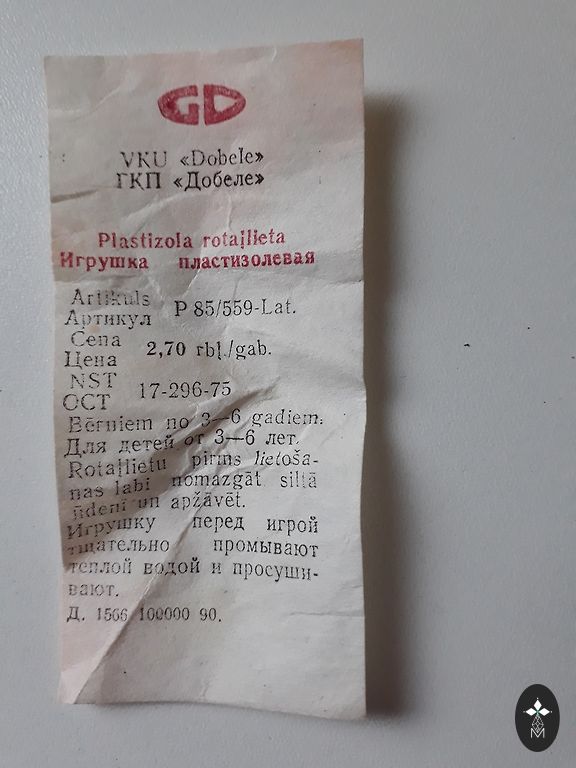 GD
VKU «Dobele»
ГКП «Добеле»
Plastizola rotaļlieta
Игрушка пластизолевая
Artikuls
Артикул
P 85/559-Lat.
Cena
Цена
2,70 rbļ./gab.
NST
ОСТ
17-296-75
Bērniem no 3—6 gadiem.
Для детей от 3—6 лет.
Rotaļlietu pirms lietoša-
nas labi nomazgāt siltā
ūdenī un apžāvēt.
Игрушку перед игрой
тщательно промывают
теплой водой и просуши-
вают.
Д. 1566 100000 90.
M